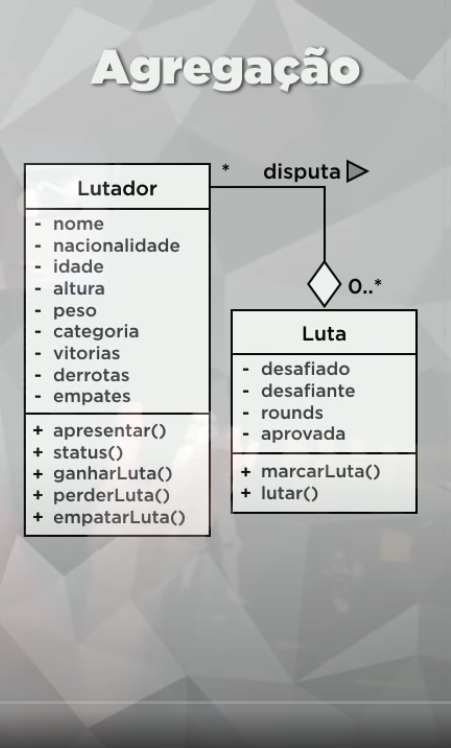 Agregação
* disputa
Lutador
- nome
- nacionalidade
- idade
- altura
- peso
- categoria
- vitorias
- derrotas
- empates
+ apresentar()
+ status()
+ ganharLuta()
+ perderLuta()
+ empatarLuta()
0..*
Luta
- desafiado
- desafiante
- rounds
- aprovada
+ marcarLuta()
+ lutar()